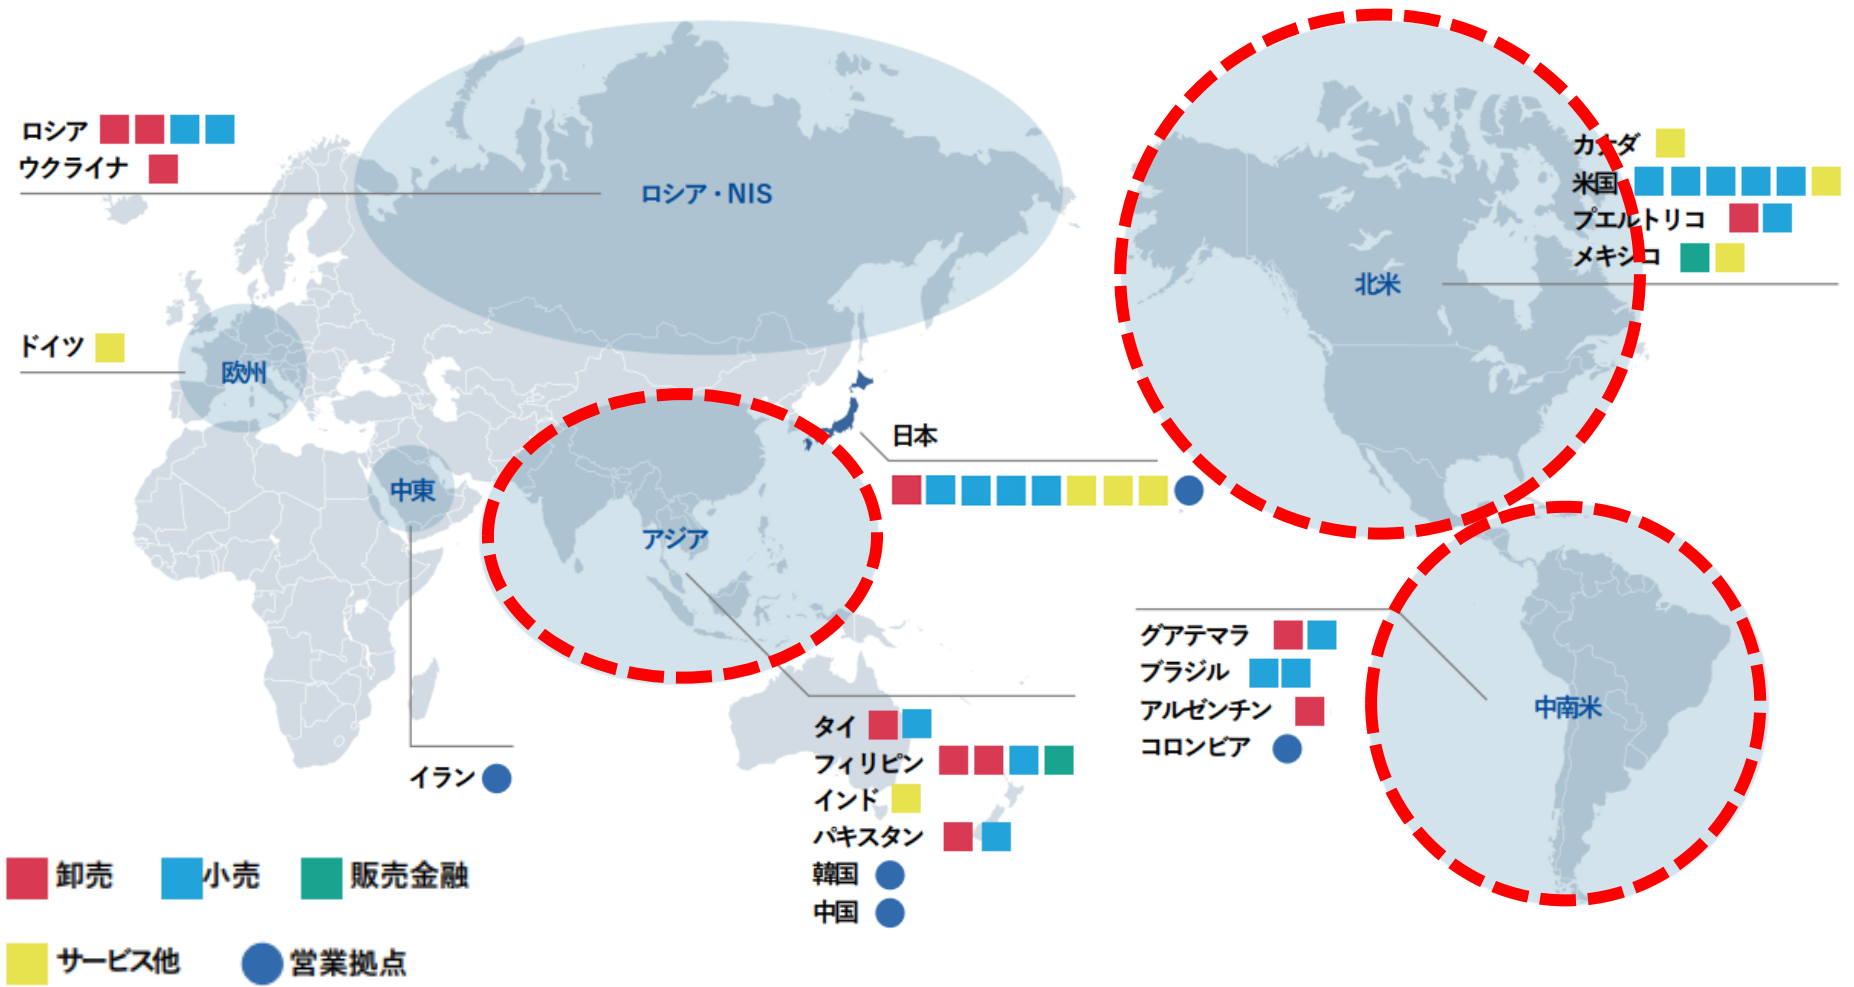 ロシア
ウクライナ
ロシア・NIS
ドイツ
欧州
中東
イラン
アジア
日本
カナダ
米国
プエルトリコ
メキシコ
北米
タイ
フィリピン
インド
パキスタン
韓国
中国
グアテマラ
ブラジル
アルゼンチン
コロンビア
中南米
卸売 小売 販売金融
サービス他 営業拠点